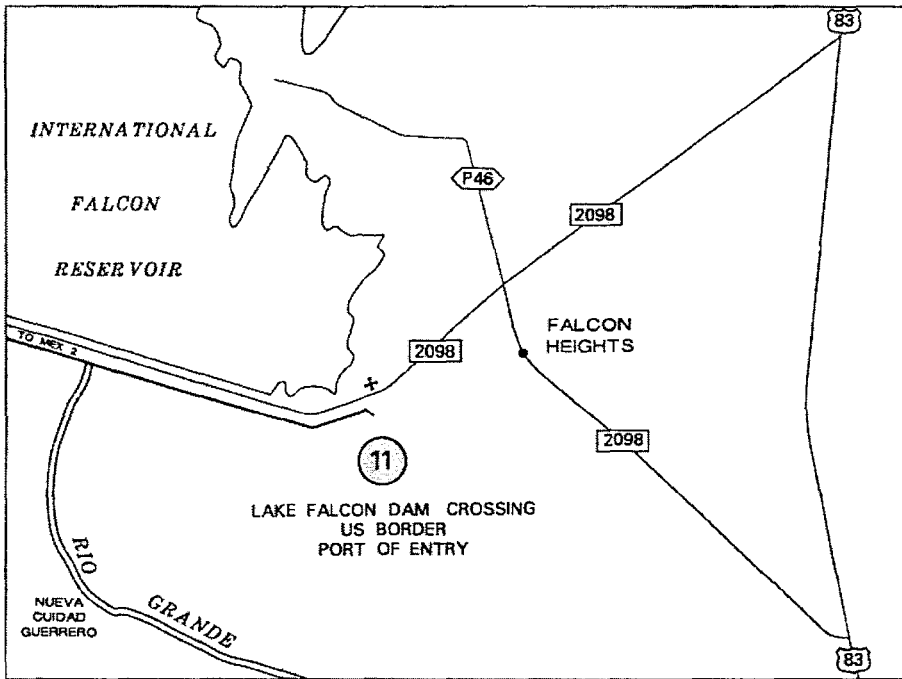 83
INTERNATIONAL
FALCON
RESERVOIR
P46
2098
TO MEX 2
2098
FALCON
HEIGHTS
2098
11
LAKE FALCON DAM CROSSING
US BORDER
PORT OF ENTRY
RIO
GRANDE
NUEVA
CUIDAD
GUERRERO
83